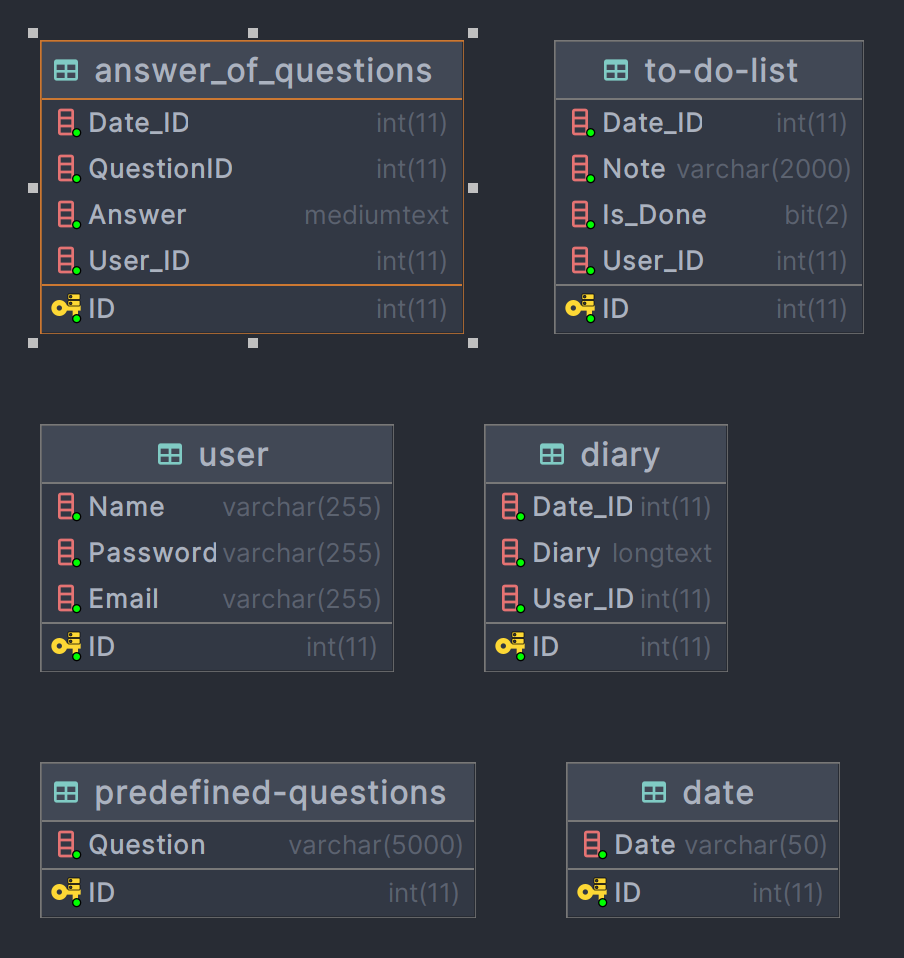 answer_of_questions
Date_ID int(11)
QuestionID int(11)
Answer mediumtext
User_ID int(11)
ID int(11)
to-do-list
Date_ID int(11)
Note varchar(2000)
Is_Done bit(2)
User_ID int(11)
ID int(11)
user
Name varchar(255)
Password varchar(255)
Email varchar(255)
ID int(11)
diary
Date_ID int(11)
Diary longtext
User_ID int(11)
ID int(11)
predefined-questions
Question varchar(5000)
ID int(11)
date
Date varchar(50)
ID int(11)